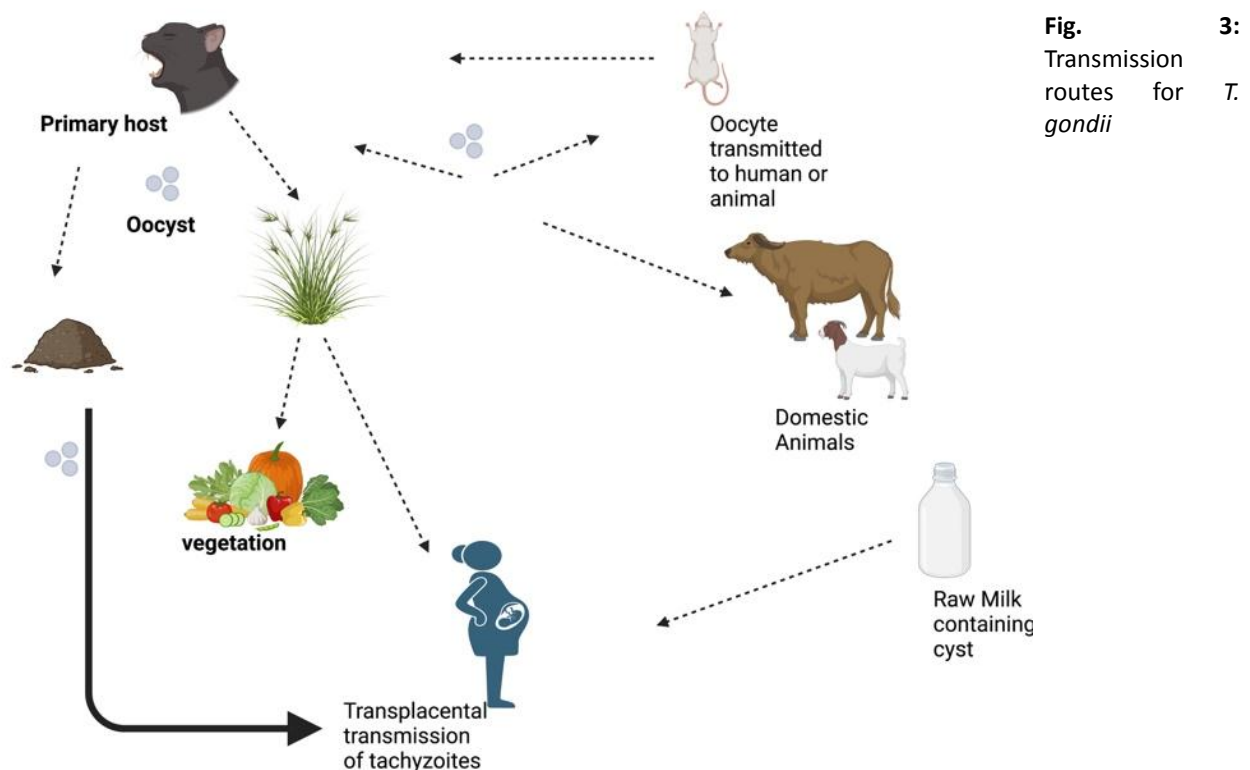 Fig. 3:
Transmission
routes for T.
gondii
Primary host
Oocyst
Oocyte
transmitted
to human or
animal
Domestic
Animals
vegetation
Raw Milk
containing
cyst
Transplacental
transmission
of tachyzoites